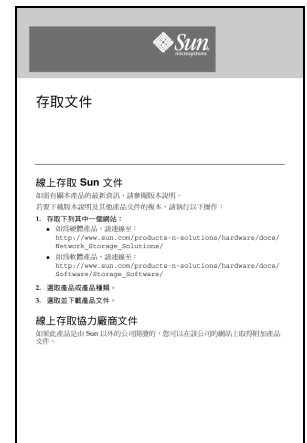 Sun
microsystems
存取文件
線上存取 Sun 文件
如需有關本產品的最新資訊，請參閱版本說明。
若要下載版本說明及其他產品文件的複本，請執行以下操作：
1. 存取下列其中一個網站：
■ 如為硬體產品，請連線至：
http://www.sun.com/products-n-solutions/hardware/docs/
Network_Storage_Solutions/
■ 如為軟體產品，請連線至：
http://www.sun.com/products-n-solutions/hardware/docs/
Software/Storage_Software/
2. 選取產品或產品種類。
3. 選取並下載產品文件。
線上存取協力廠商文件
如果此產品是由 Sun 以外的公司開發的，您可以在該公司的網站上取得附加產品
文件。